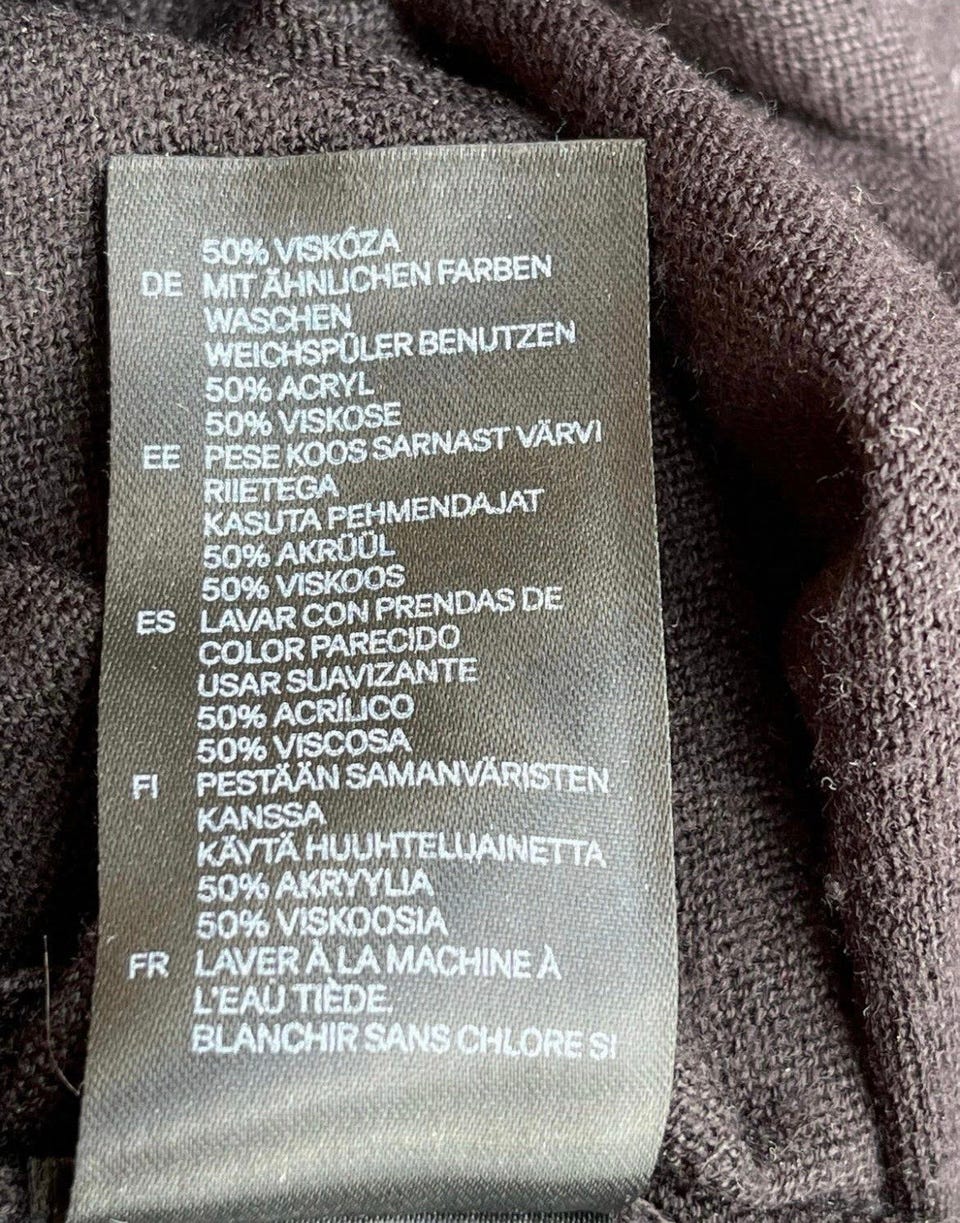 50% VISKÓZA
DE MIT ÄHNLICHEN FARBEN
WASCHEN
WEICHSPÜLER BENUTZEN
50% ACRYL
50% VISKOSE
EE PESE KOOS SARNAST VÄRVI
RIIETEGA
KASUTA PEHMENDAJAT
50% AKRÜÜL
50% VISKOOS
ES LAVAR CON PRENDAS DE
COLOR PARECIDO
USAR SUAVIZANTE
50% ACRÍLICO
50% VISCOSA
FI PESTÄÄN SAMANVÄRISTEN
KANSSA
KÄYTÄ HUUHTELUAINETTA
50% AKRYYLIA
50% VISKOOSIA
FR LAVER À LA MACHINE À
L'EAU TIÈDE.
BLANCHIR SANS CHLORE SI